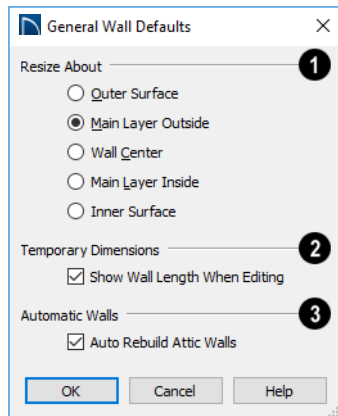 General Wall Defaults
Resize About 1
Outer Surface
Main Layer Outside
Wall Center
Main Layer Inside
Inner Surface
Temporary Dimensions 2
Show Wall Length When Editing
Automatic Walls 3
Auto Rebuild Attic Walls
OK Cancel Help